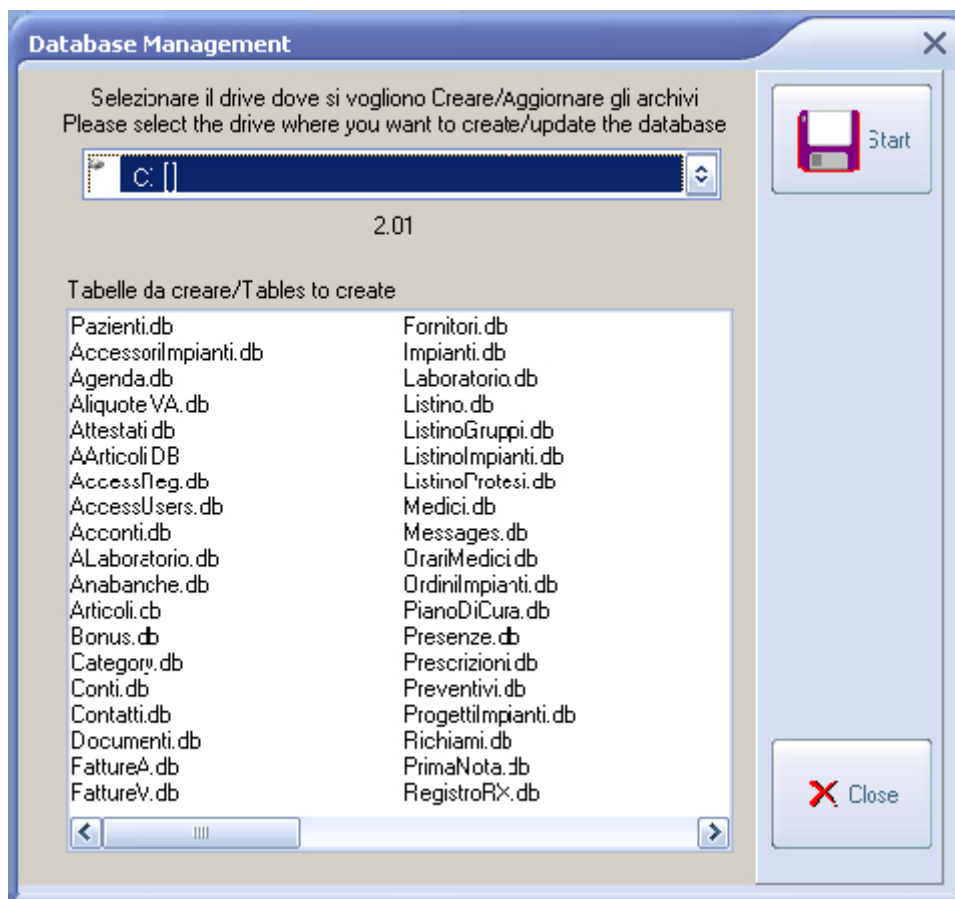 Database Management
Selezionare il drive dove si vogliono Creare/Aggiornare gli archivi
Please select the drive where you want to create/update the database
C: []
Start
2.01
Tabelle da creare/Tables to create
Pazienti.db
AccessoriImpianti.db
Agenda.db
AliquoteIVA.db
Attestati.db
AArticoli.DB
AccessReg.db
AccessUsers.db
Acconti.db
ALaboratorio.db
Anabanche.db
Articoli.db
Bonus.db
Category.db
Conti.db
Contatti.db
Documenti.db
FattureA.db
FattureV.db
Fornitori.db
Impianti.db
Laboratorio.db
Listino.db
ListinoGruppi.db
ListinoImpianti.db
ListinoProtesi.db
Medici.db
Messages.db
OrariMedici.db
OrdiniImpianti.db
PianoDiCura.db
Presenze.db
Prescrizioni.db
Preventivi.db
ProgettiImpianti.db
Richiami.db
PrimaNota.db
RegistroRX.db
Close